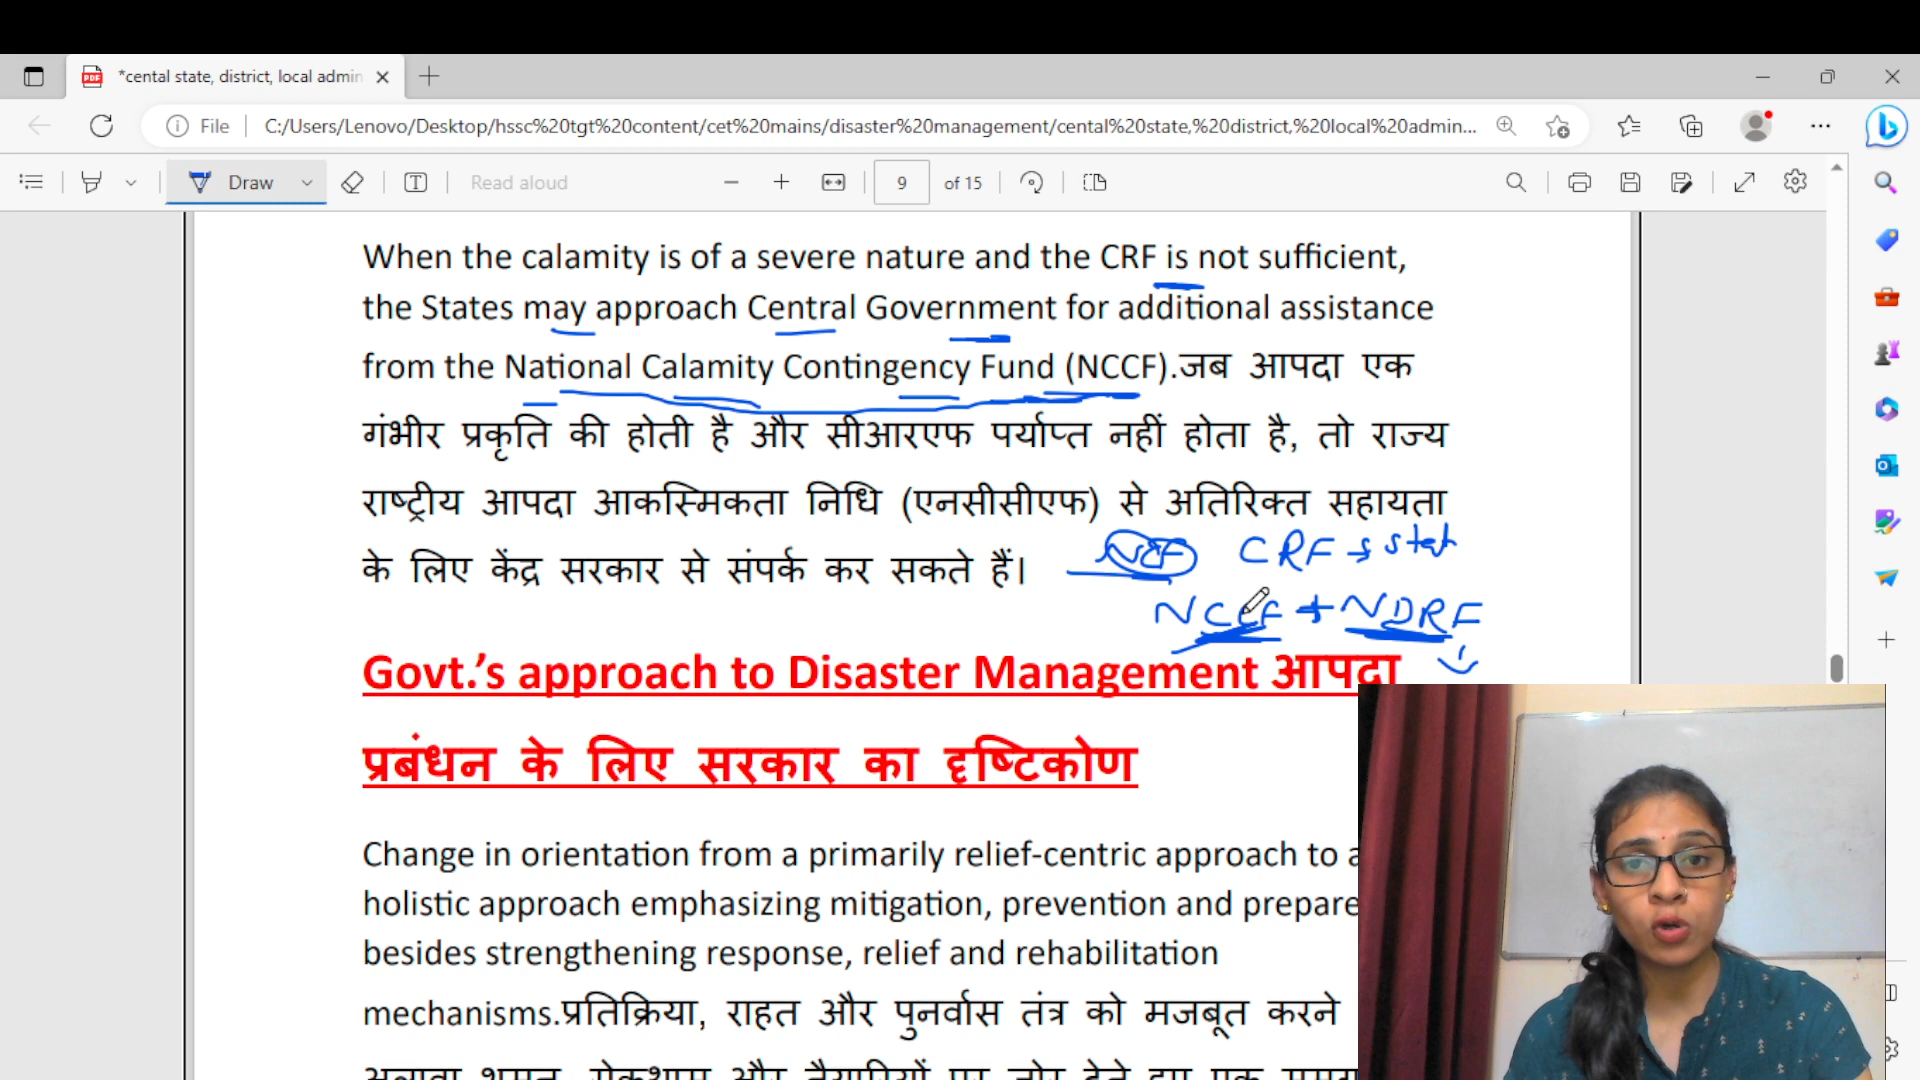 *cental state, district, local admin
File C:/Users/Lenovo/Desktop/hssc%20tgt%20content/cet%20mains/disaster%20management/cental%20state,%20district,%20local%20admin...
Draw Read aloud 9 of 15
When the calamity is of a severe nature and the CRF is not sufficient,
the States may approach Central Government for additional assistance
from the National Calamity Contingency Fund (NCCF).जब आपदा एक
गंभीर प्रकृति की होती है और सीआरएफ पर्याप्त नहीं होता है, तो राज्य
राष्ट्रीय आपदा आकस्मिकता निधि (एनसीसीएफ) से अतिरिक्त सहायता
के लिए केंद्र सरकार से संपर्क कर सकते हैं।
CRF → stat
NCCF → NDRF
Govt.'s approach to Disaster Management आपदा
प्रबंधन के लिए सरकार का दृष्टिकोण
Change in orientation from a primarily relief-centric approach to a
holistic approach emphasizing mitigation, prevention and prepare
besides strengthening response, relief and rehabilitation
mechanisms.प्रतिक्रिया, राहत और पुनर्वास तंत्र को मजबूत करने